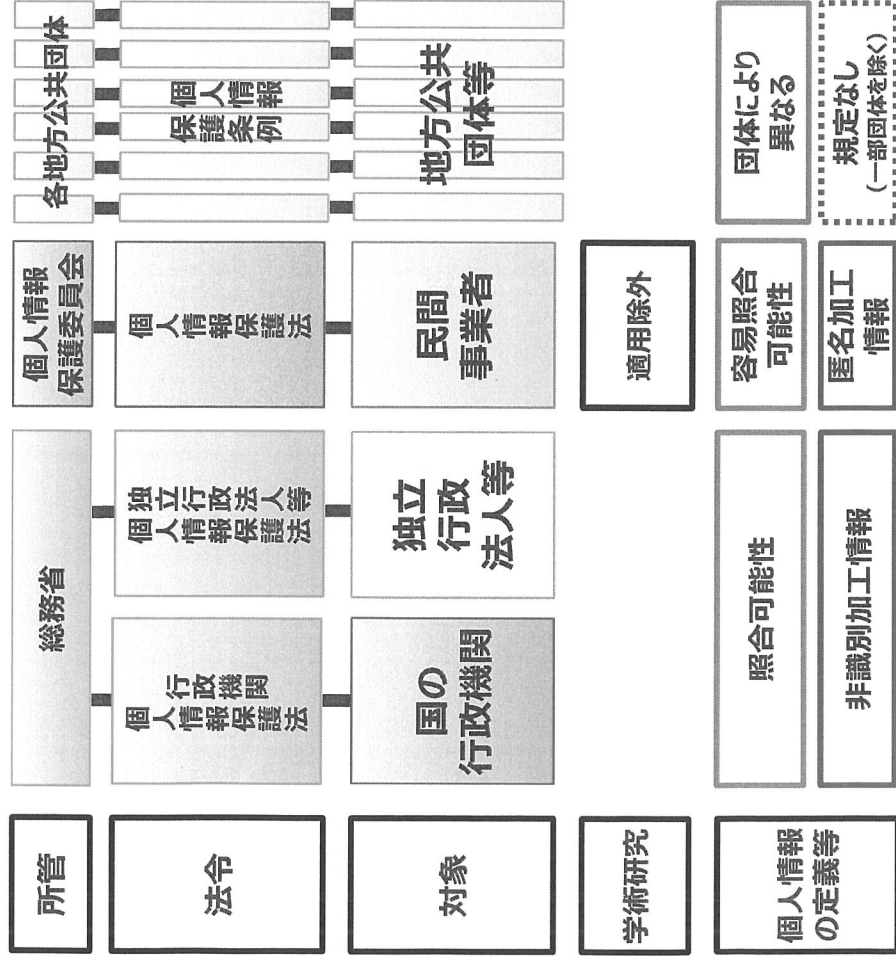 所管
総務省
個人情報
保護委員会
各地方公共団体
法令
行政機関
個人情報保護法
独立行政法人等
個人情報保護法
個人情報保護法
個人情報
保護条例
対象
国の
行政機関
独立
行政
法人等
民間
事業者
地方公共
団体等
学術研究
適用除外
個人情報
の定義等
照合可能性
容易照合
可能性
団体により
異なる
非識別加工情報
匿名加工
情報
規定なし
(一部団体を除く)